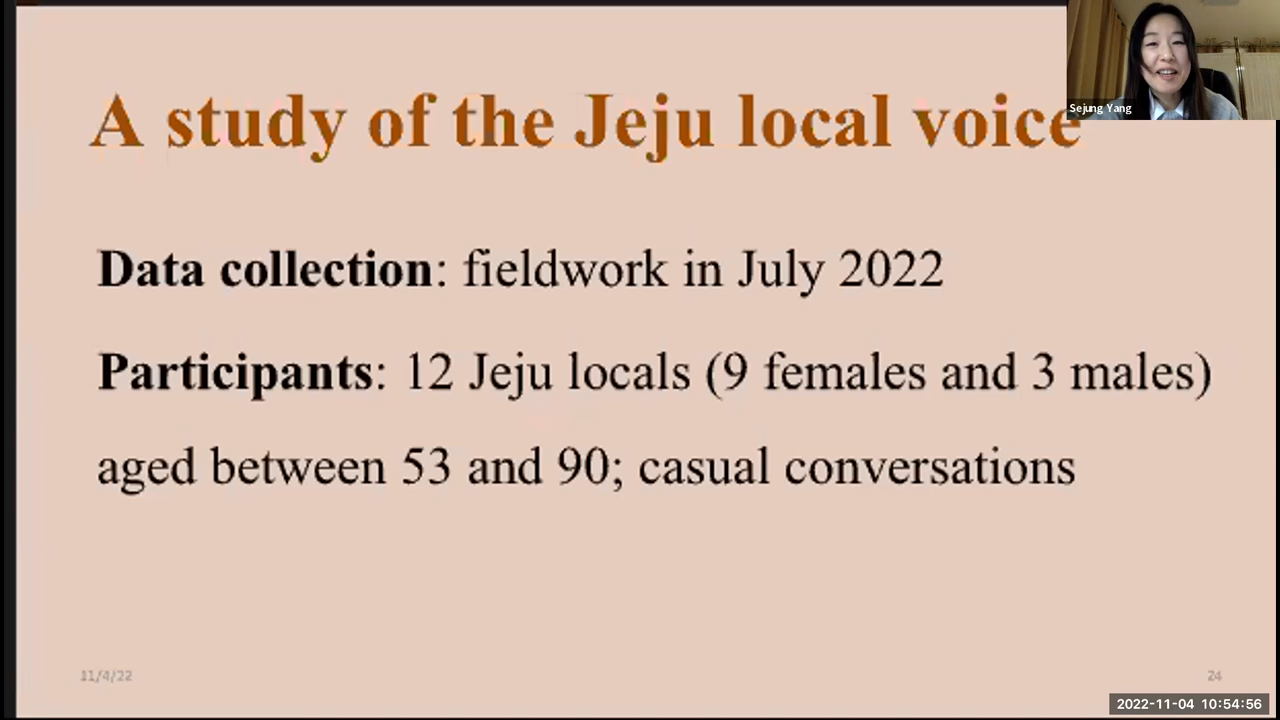 A study of the Jeju local voice
Sejung Yang
Data collection: fieldwork in July 2022
Participants: 12 Jeju locals (9 females and 3 males)
aged between 53 and 90; casual conversations
11/4/22
24
2022-11-04 10:54:56